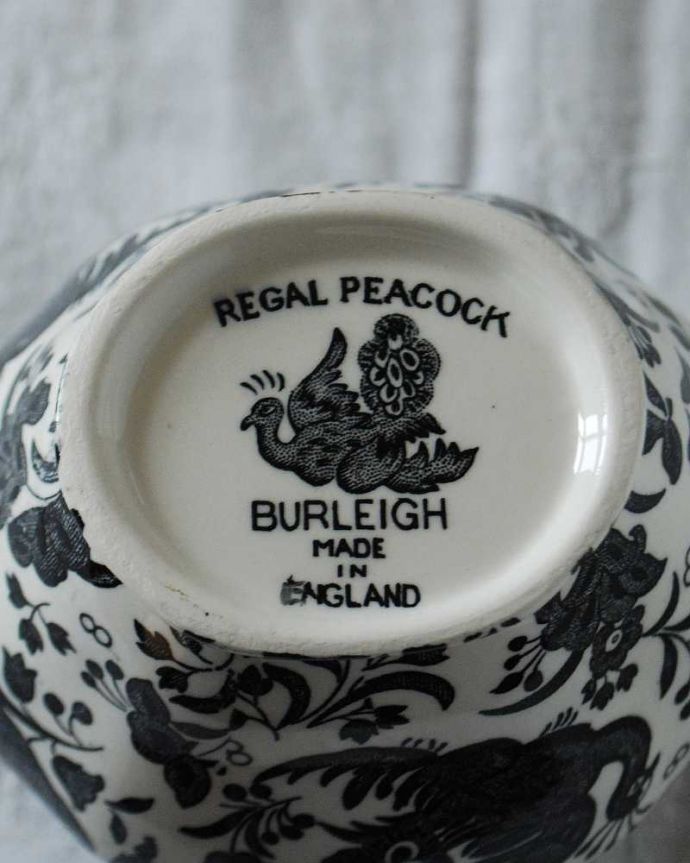 REGAL PEACOCK
BURLEIGH
MADE
IN
ENGLAND